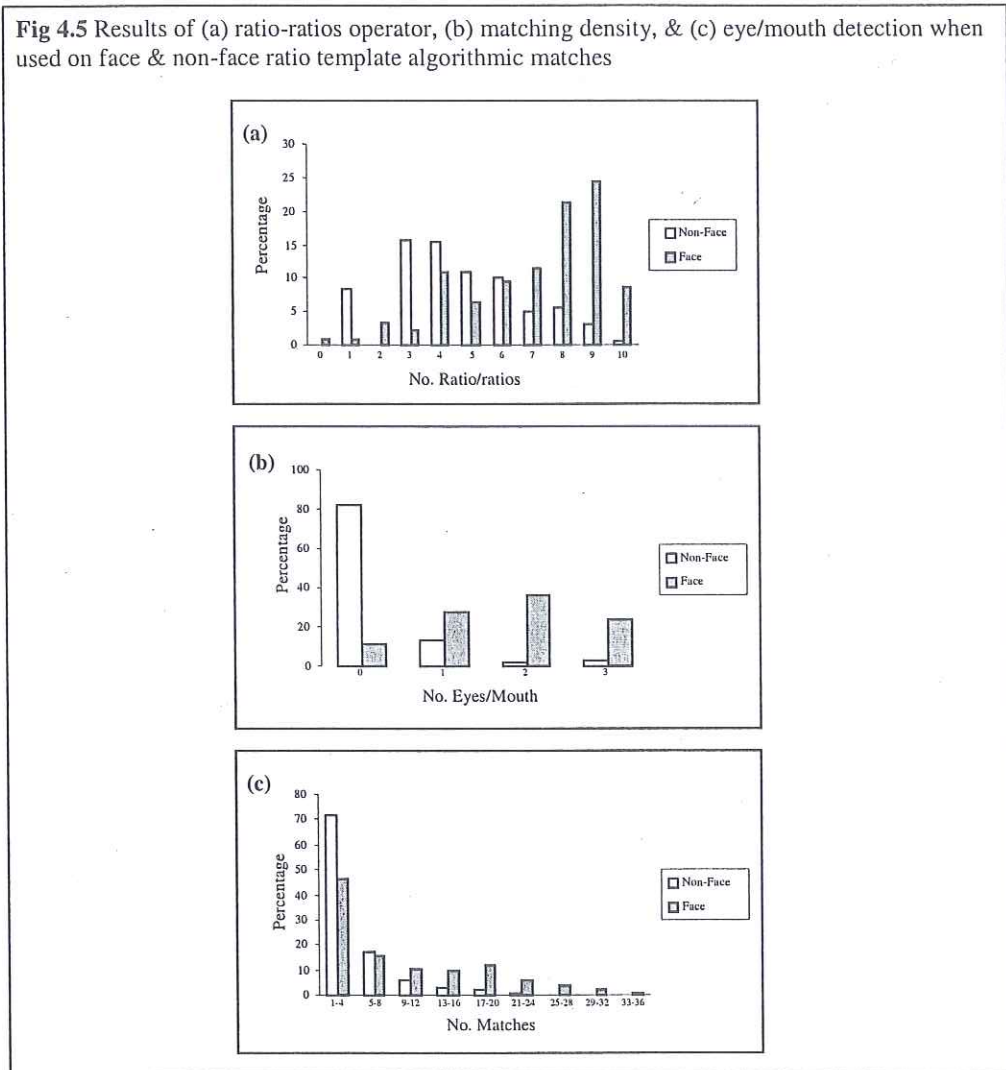 Fig 4.5 Results of (a) ratio-ratios operator, (b) matching density, & (c) eye/mouth detection when
used on face & non-face ratio template algorithmic matches
(a)
30
25
20
15
10
5
0
Percentage
0 1 2 3 4 5 6 7 8 9 10
No. Ratio/ratios
Non-Face
Face
(b)
100
80
60
40
20
0
Percentage
0 1 2 3
No. Eyes/Mouth
Non-Face
Face
(c)
80
70
60
50
40
30
20
10
0
Percentage
1-4 5-8 9-12 13-16 17-20 21-24 25-28 29-32 33-36
No. Matches
Non-Face
Face